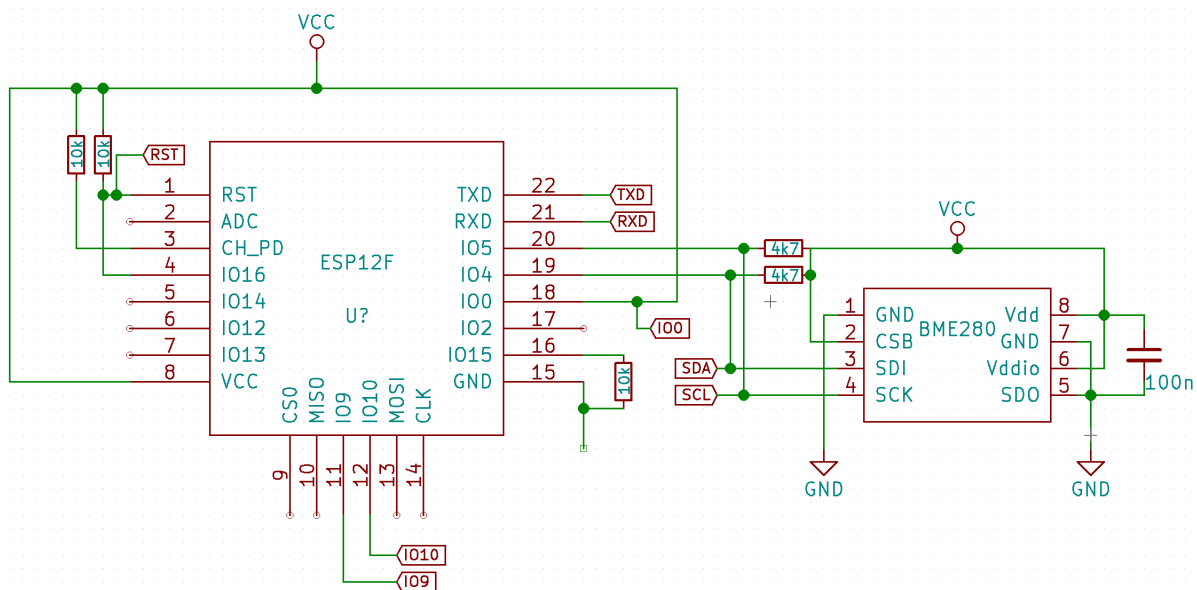 VCC
10k
10k
RST
1
RST
TXD
22
TXD
2
ADC
RXD
21
RXD
3
CH_PD
IO5
20
4k7
VCC
4
IO16
ESP12F
IO4
19
4k7
5
IO14
IO0
18
6
IO12
U?
IO2
17
IO0
7
IO13
IO15
16
8
VCC
GND
15
10k
1
GND
Vdd
8
2
CSB
BME280
GND
7
SDA
3
SDI
Vddio
6
SCL
4
SCK
SDO
5
100n
CS0
MISO
IO9
IO10
MOSI
CLK
9
10
11
12
13
14
GND
GND
IO10
IO9